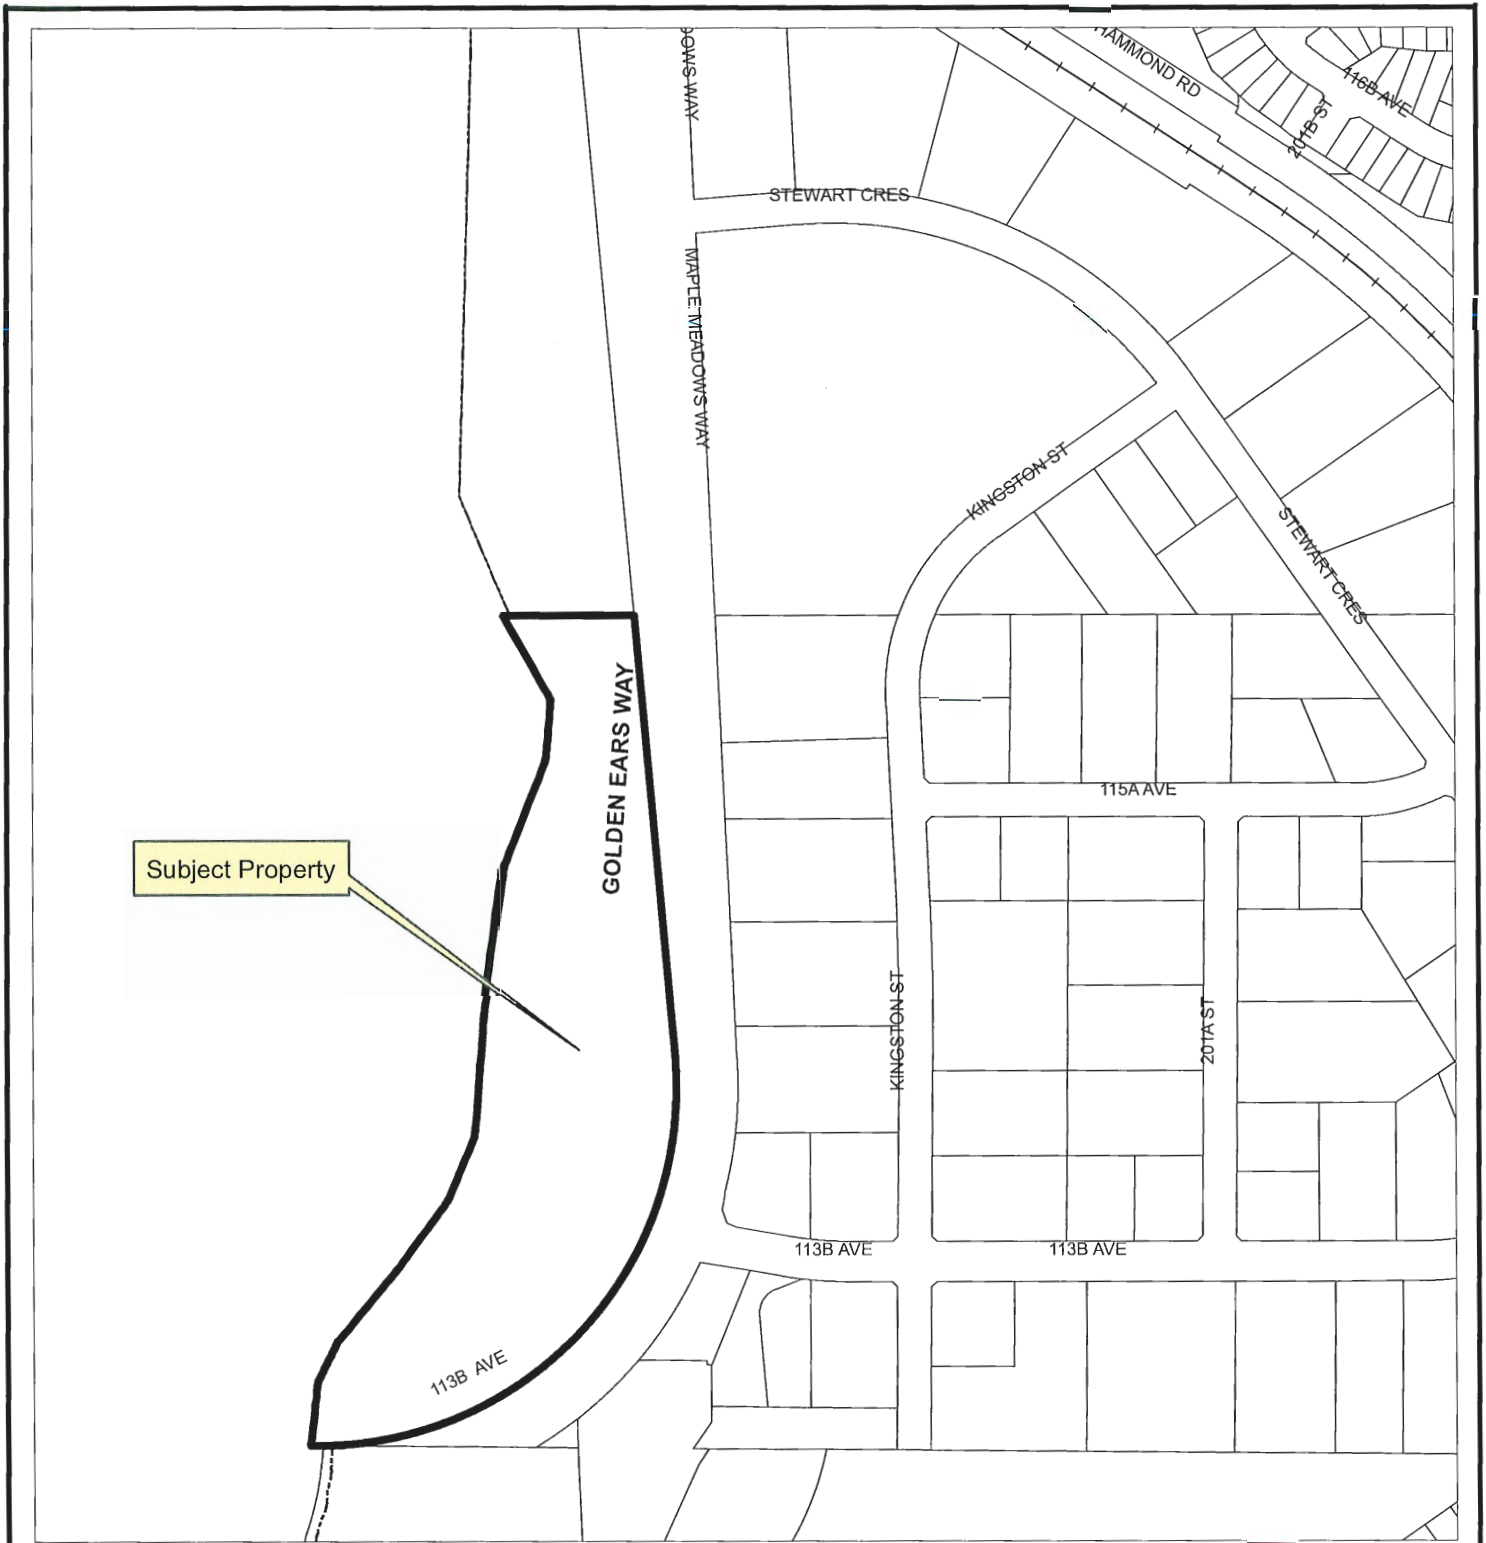 HAMMOND RD
116B AVE
201B ST
OWS WAY
STEWART CRES
MAPLE MEADOWS WAY
KINGSTON ST
STEWART CRES
GOLDEN EARS WAY
115A AVE
Subject Property
KINGSTON ST
201A ST
113B AVE
113B AVE
113B AVE